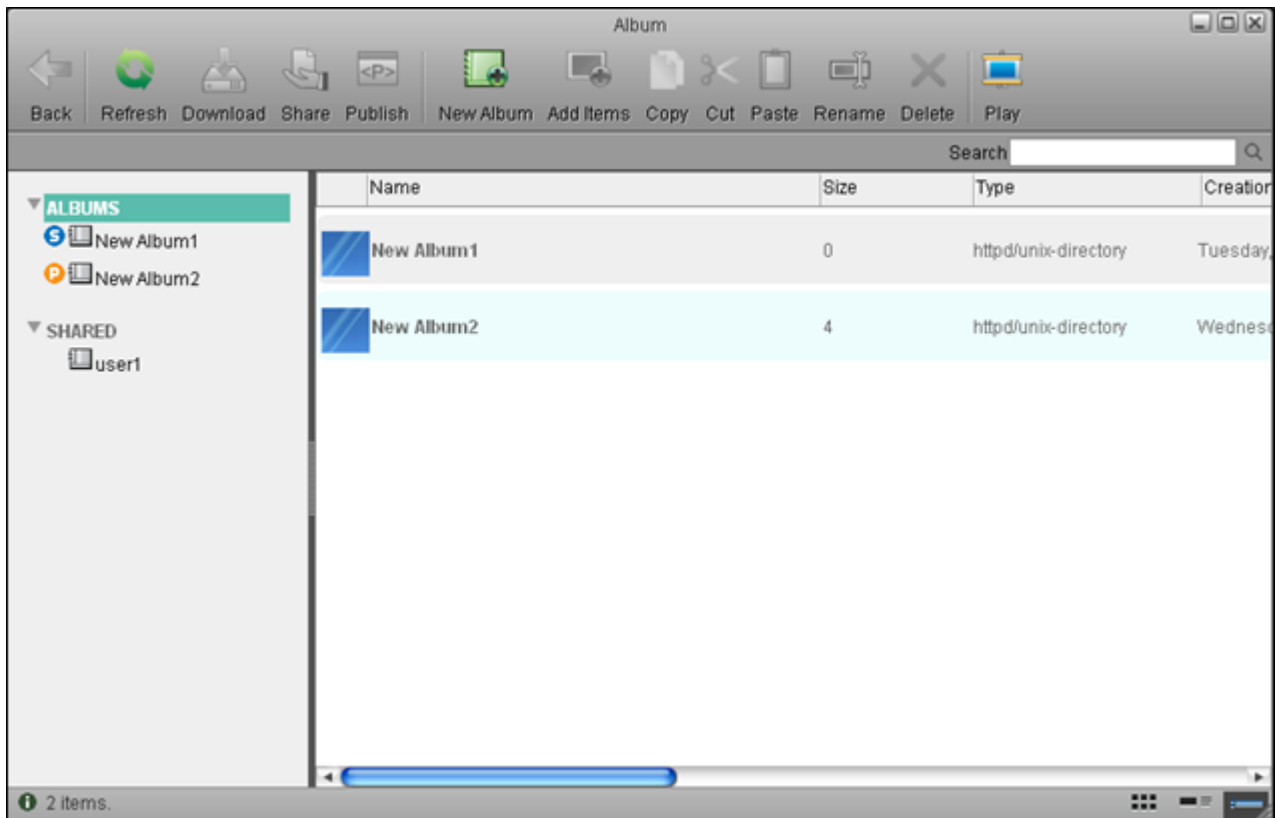 Album
<P>
Back Refresh Download Share Publish New Album Add Items Copy Cut Paste Rename Delete Play
Search
ALBUMS
S New Album1
P New Album2
SHARED
user1
Name Size Type Creation
New Album1 0 httpd/unix-directory Tuesday,
New Album2 4 httpd/unix-directory Wednesd
2 items.